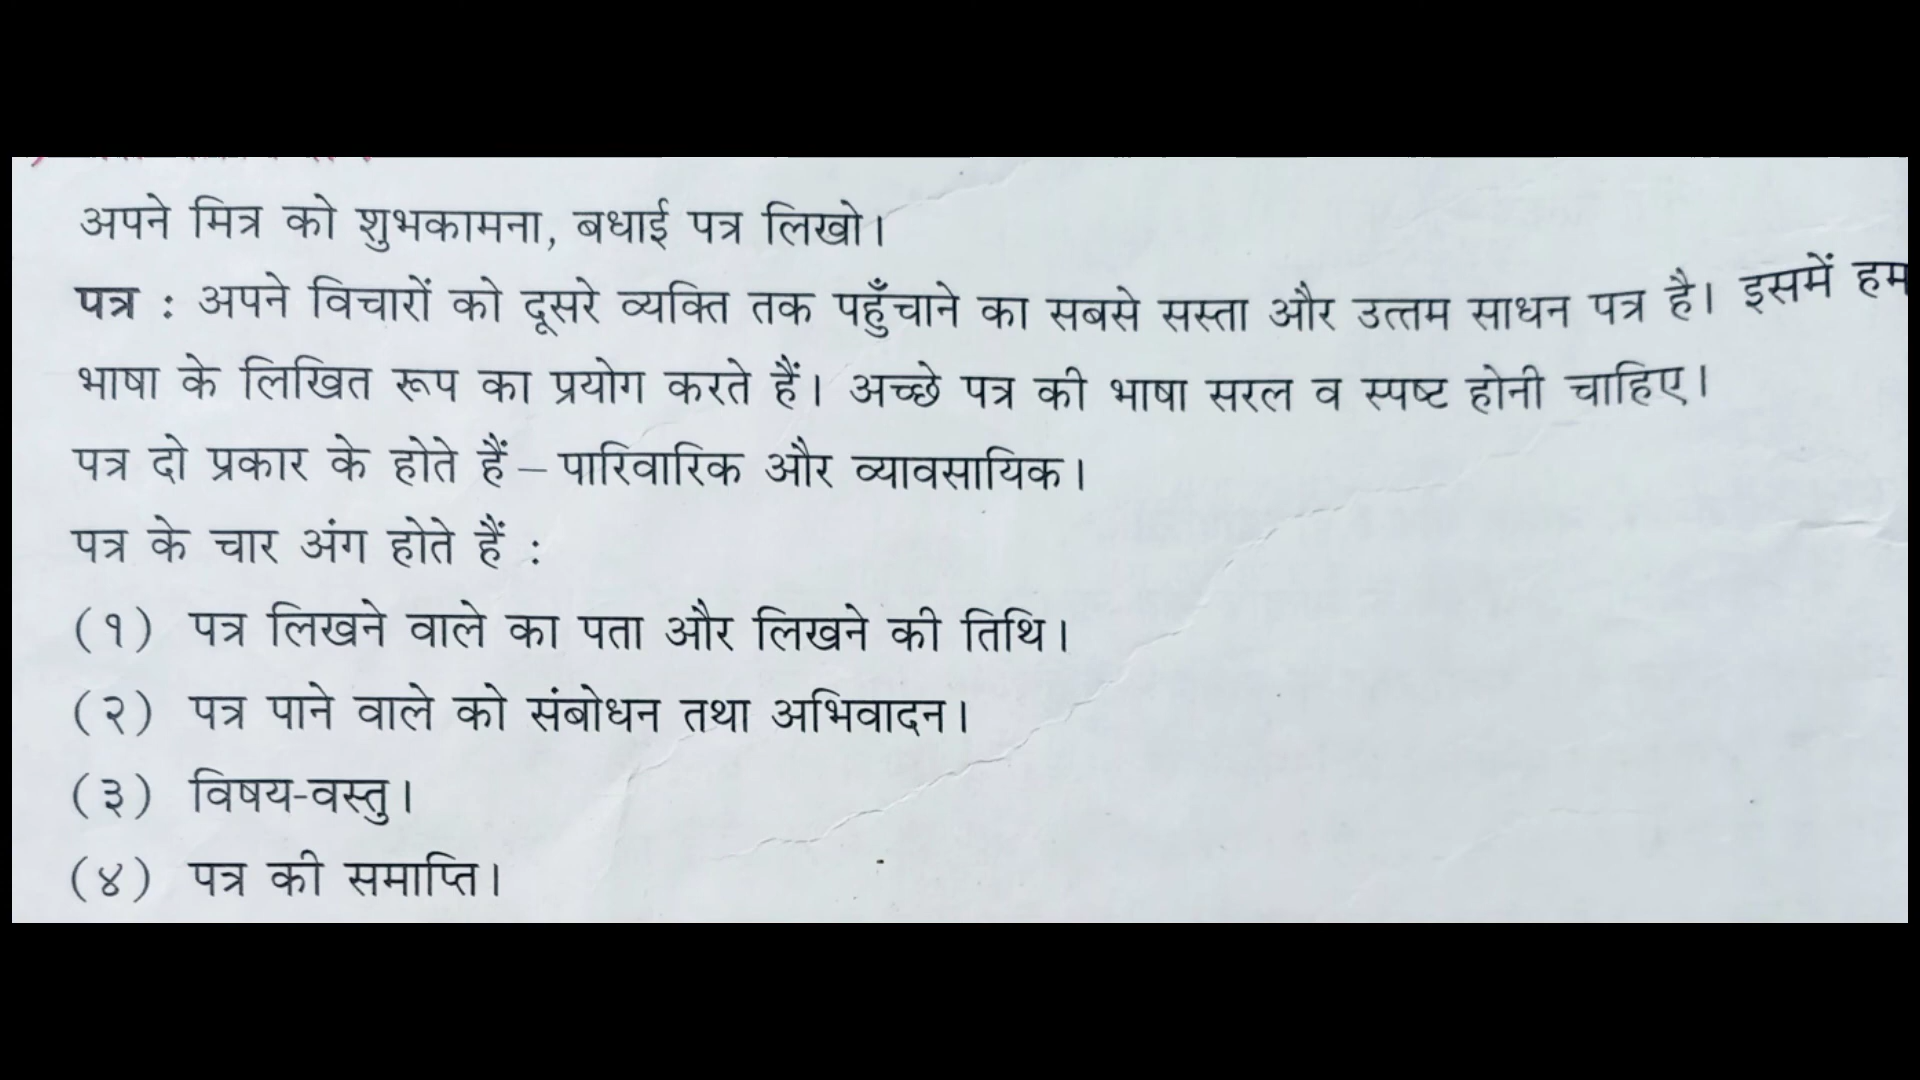 अपने मित्र को शुभकामना, बधाई पत्र लिखो।
पत्र : अपने विचारों को दूसरे व्यक्ति तक पहुँचाने का सबसे सस्ता और उत्तम साधन पत्र है। इसमें हम
भाषा के लिखित रूप का प्रयोग करते हैं। अच्छे पत्र की भाषा सरल व स्पष्ट होनी चाहिए।
पत्र दो प्रकार के होते हैं – पारिवारिक और व्यावसायिक।
पत्र के चार अंग होते हैं :
(१) पत्र लिखने वाले का पता और लिखने की तिथि।
(२) पत्र पाने वाले को संबोधन तथा अभिवादन।
(३) विषय-वस्तु।
(४) पत्र की समाप्ति।